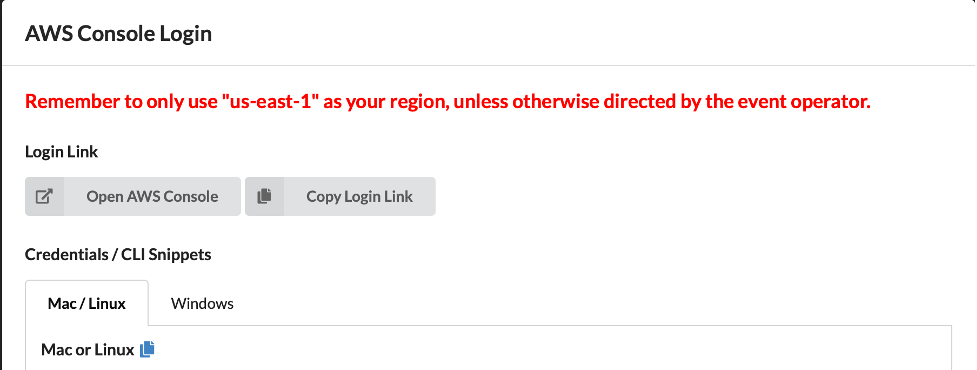 AWS Console Login
Remember to only use "us-east-1" as your region, unless otherwise directed by the event operator.
Login Link
Open AWS Console
Copy Login Link
Credentials / CLI Snippets
Mac / Linux
Windows
Mac or Linux